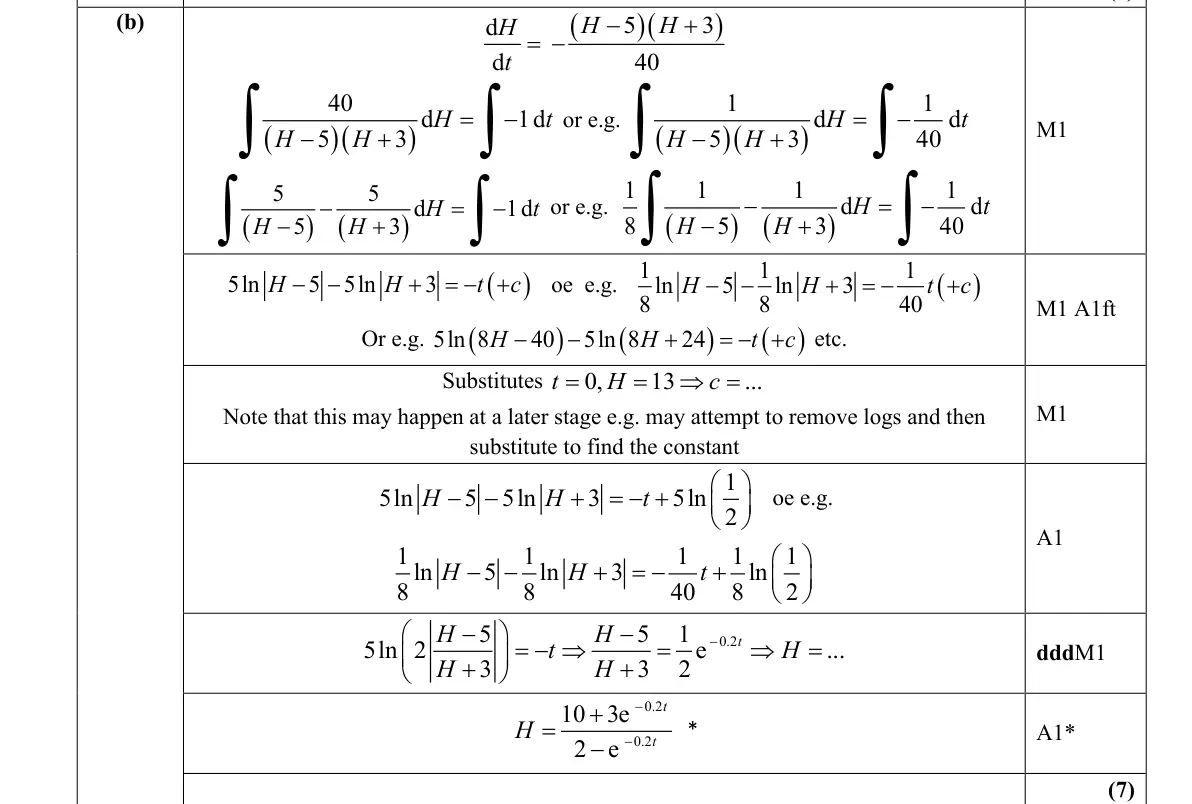 (b)
dH/dt = −(H − 5)(H + 3)/40
∫ 40/((H − 5)(H + 3)) dH = ∫ −1 dt or e.g. ∫ 1/((H − 5)(H + 3)) dH = ∫ −1/40 dt
∫ 5/(H − 5) − 5/(H + 3) dH = ∫ −1 dt or e.g. 1/8 ∫ 1/(H − 5) − 1/(H + 3) dH = ∫ −1/40 dt
M1
5ln|H − 5| − 5ln|H + 3| = −t(+c) oe e.g. 1/8 ln|H − 5| − 1/8 ln|H + 3| = −1/40 t(+c)
Or e.g. 5ln(8H − 40) − 5ln(8H + 24) = −t(+c) etc.
M1 A1ft
Substitutes t = 0, H = 13 ⇒ c = ...
Note that this may happen at a later stage e.g. may attempt to remove logs and then
substitute to find the constant
M1
5ln|H − 5| − 5ln|H + 3| = −t + 5ln(1/2) oe e.g.
1/8 ln|H − 5| − 1/8 ln|H + 3| = −1/40 t + 1/8 ln(1/2)
A1
5ln(2|(H − 5)/(H + 3)|) = −t ⇒ (H − 5)/(H + 3) = 1/2 e^(−0.2t) ⇒ H = ...
dddM1
H = (10 + 3e^(−0.2t))/(2 − e^(−0.2t)) *
A1*
(7)